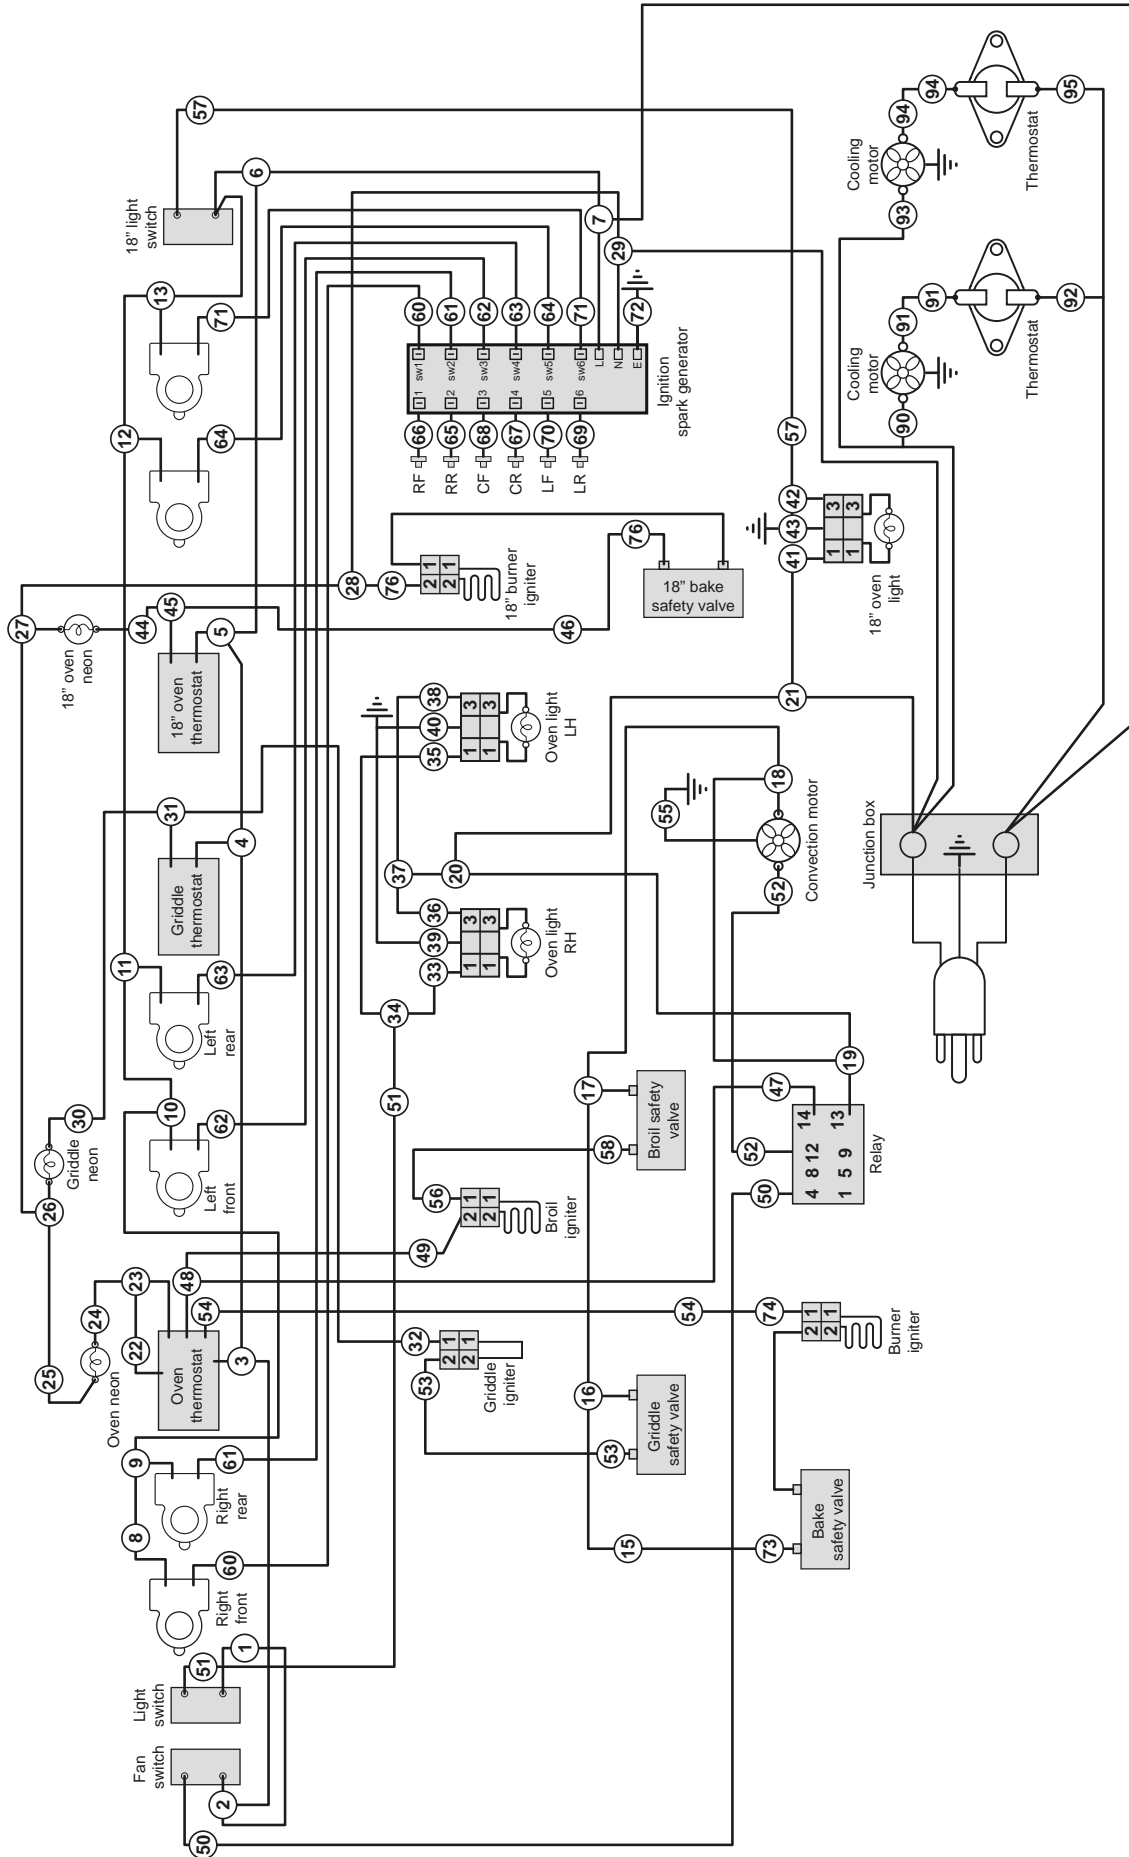 25
26
27
30
18" oven
neon
Griddle
neon
24
Oven neon
8
9
22
23
10
11
12
44
13
18" light
switch
Fan
switch
Light
switch
Oven
thermostat
48
31
Griddle
thermostat
45
18" oven
thermostat
50
51
57
2
60
61
54
62
63
5
64
71
Right
front
Right
rear
Left
front
Left
rear
1
3
4
6
28
34
51
37
76
32
53
49
56
33
39
36
35
40
38
60
66
1
sw1
RF
2 1
2 1
Griddle
igniter
2 1
2 1
Broil
igniter
1 3
1 3
Oven light
RH
20
1 3
1 3
Oven light
LH
2 1
2 1
18" burner
igniter
61
65
2
sw2
RR
62
68
3
sw3
CF
63
67
4
sw4
CR
64
70
5
sw5
LF
71
69
6
sw6
LR
L
N
E
46
7
29
72
Ignition
spark generator
16
17
53
58
15
76
55
Griddle
safety valve
Broil safety
valve
18" bake
safety valve
54
73
74
50
52
47
52
18
21
41
43
42
57
Convection motor
Bake
safety valve
2 1
2 1
Burner
igniter
4 8 12 14
1 5 9 13
Relay
19
1 3
1 3
18" oven
light
Junction box
Cooling
motor
Cooling
motor
90
91
91
93
94
94
92
95
Thermostat
Thermostat